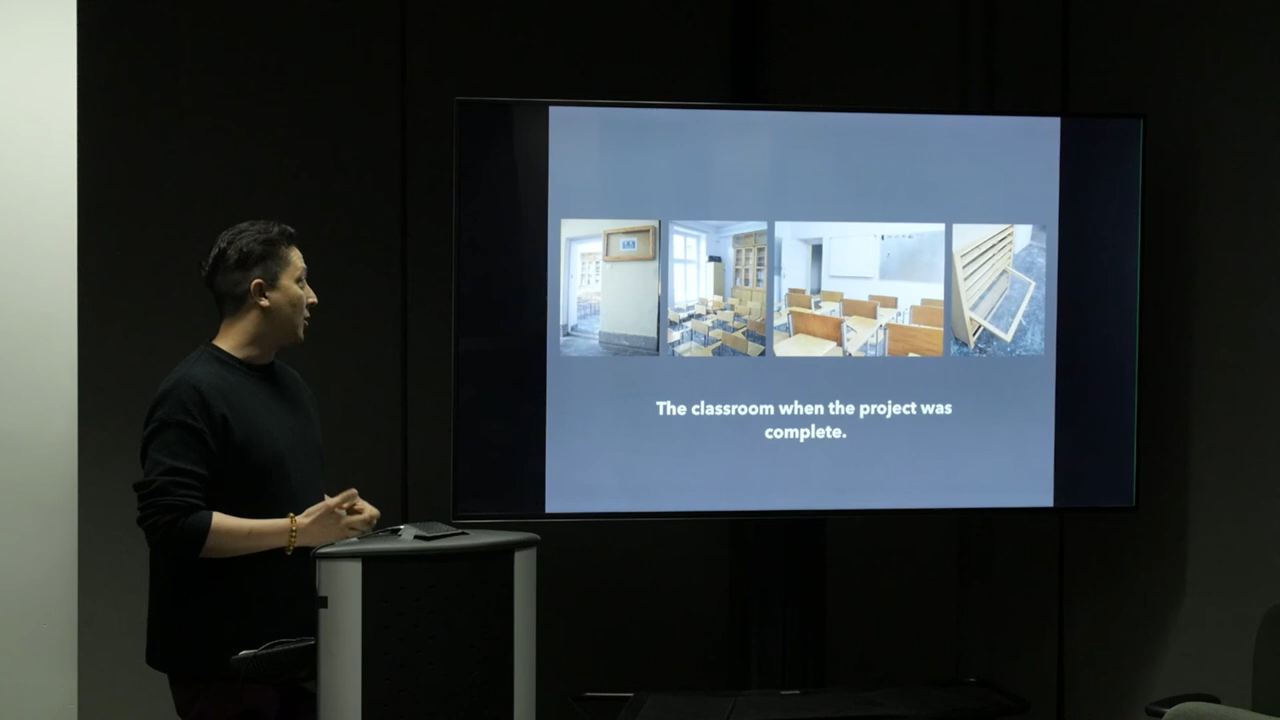 The classroom when the project was
complete.